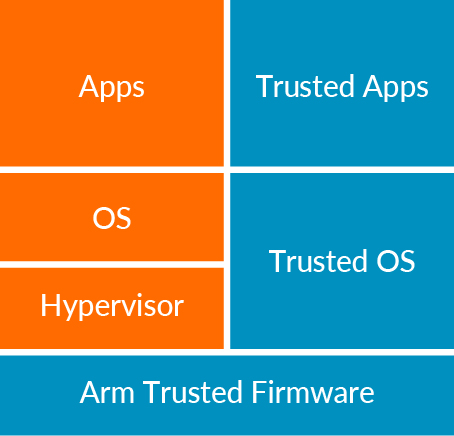 Apps
Trusted Apps
OS
Trusted OS
Hypervisor
Arm Trusted Firmware